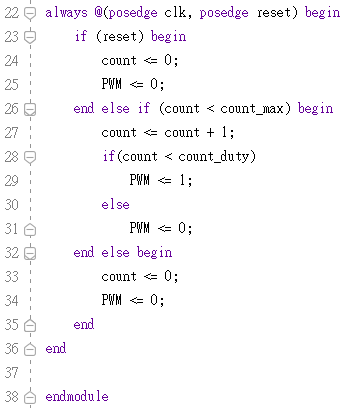 22 always @(posedge clk, posedge reset) begin
23 if (reset) begin
24 count <= 0;
25 PWM <= 0;
26 end else if (count < count_max) begin
27 count <= count + 1;
28 if(count < count_duty)
29 PWM <= 1;
30 else
31 PWM <= 0;
32 end else begin
33 count <= 0;
34 PWM <= 0;
35 end
36 end
37
38 endmodule